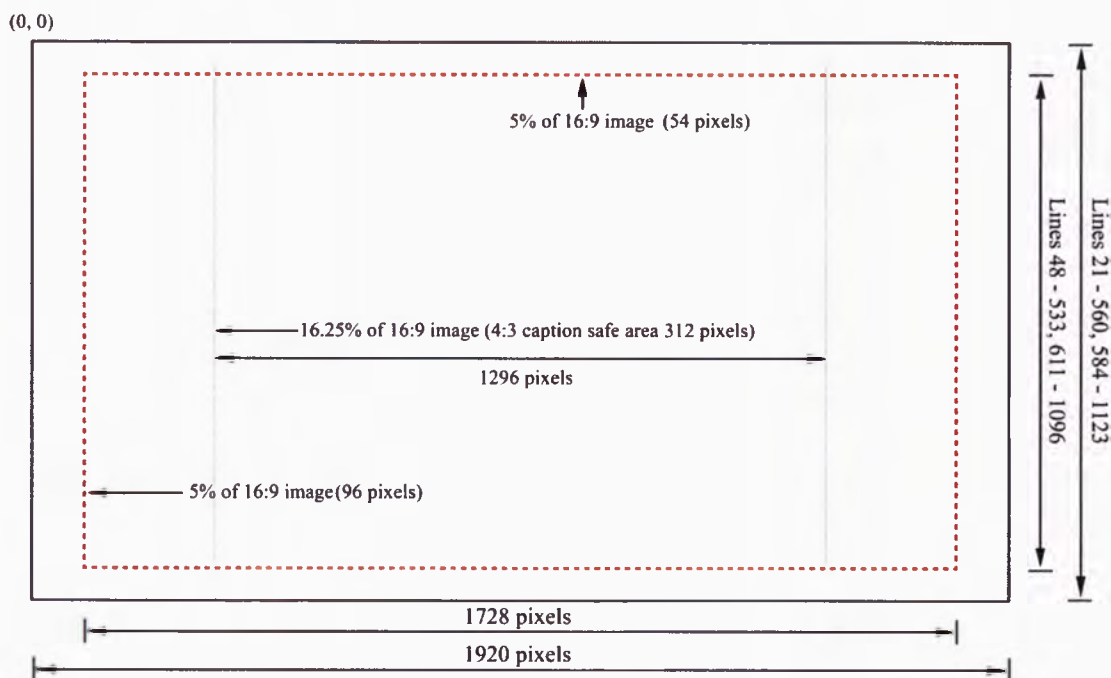 (0, 0)
5% of 16:9 image (54 pixels)
16.25% of 16:9 image (4:3 caption safe area 312 pixels)
1296 pixels
5% of 16:9 image (96 pixels)
1728 pixels
1920 pixels
Lines 48 - 533, 611 - 1096
Lines 21 - 560, 584 - 1123